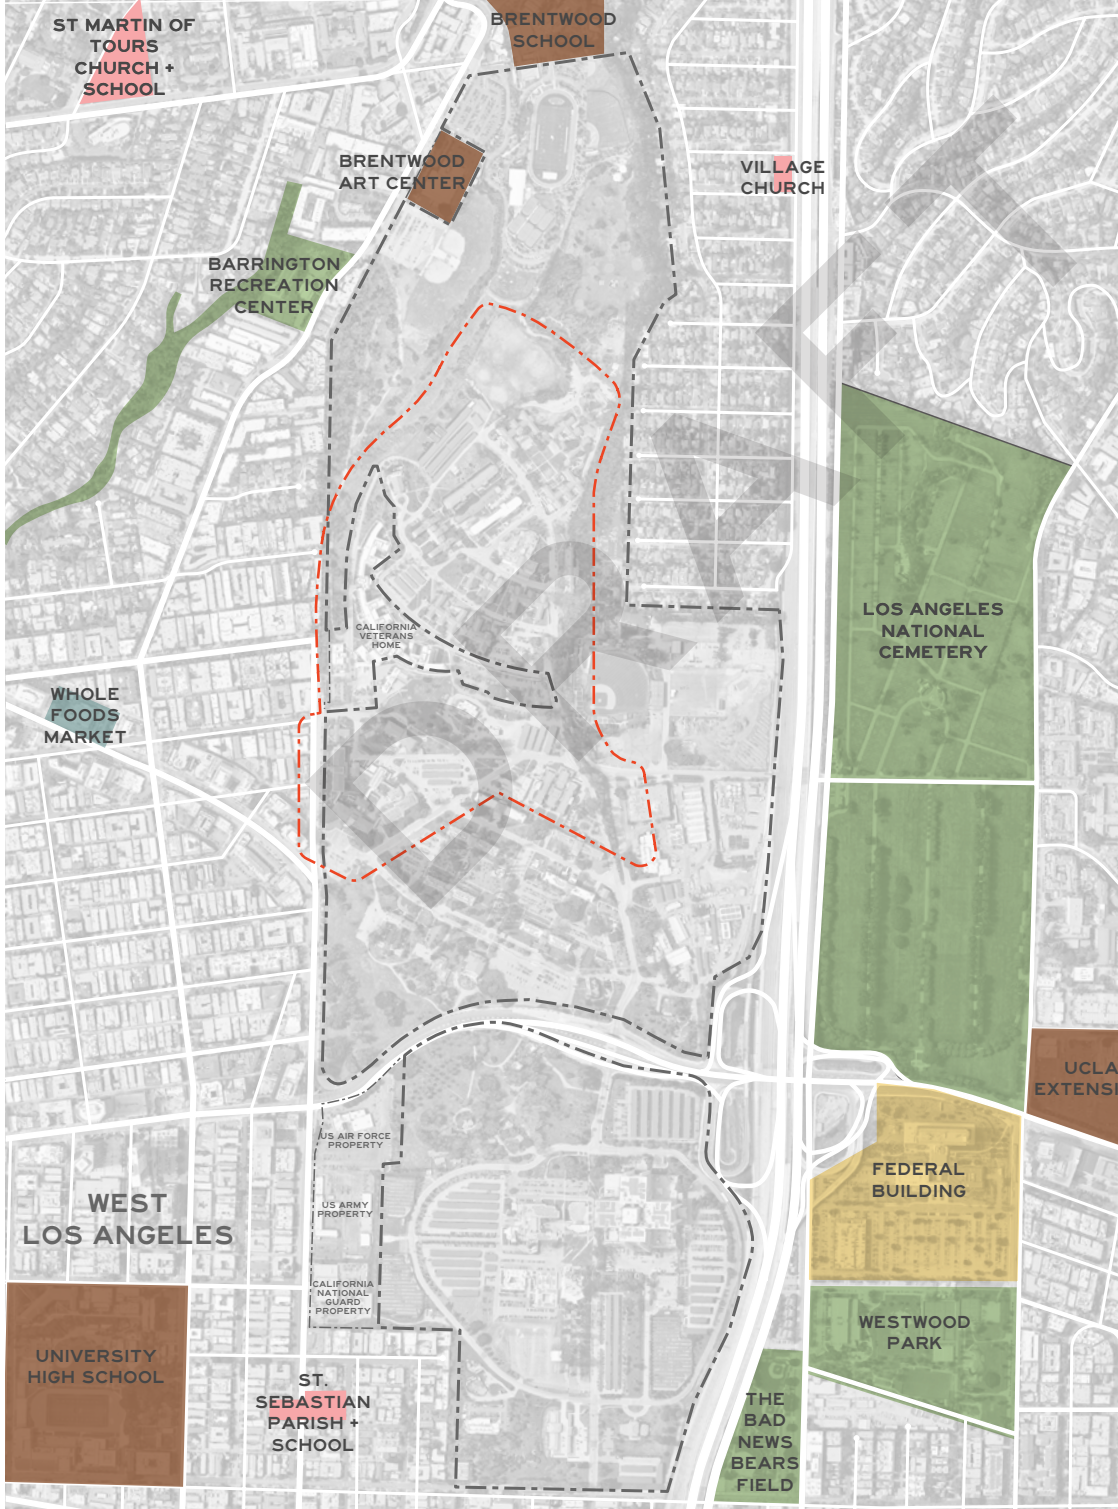 BRENTWOOD
SCHOOL
ST MARTIN OF
TOURS
CHURCH +
SCHOOL
BRENTWOOD
ART CENTER
VILLAGE
CHURCH
BARRINGTON
RECREATION
CENTER
LOS ANGELES
NATIONAL
CEMETERY
CALIFORNIA
VETERANS
HOME
WHOLE
FOODS
MARKET
DRAFT
UCLA
US AIR FORCE
PROPERTY
FEDERAL
BUILDING
WEST
LOS ANGELES
US ARMY
PROPERTY
CALIFORNIA
NATIONAL
GUARD
PROPERTY
WESTWOOD
PARK
UNIVERSITY
HIGH SCHOOL
ST.
SEBASTIAN
PARISH +
SCHOOL
THE
BAD
NEWS
BEARS
FIELD